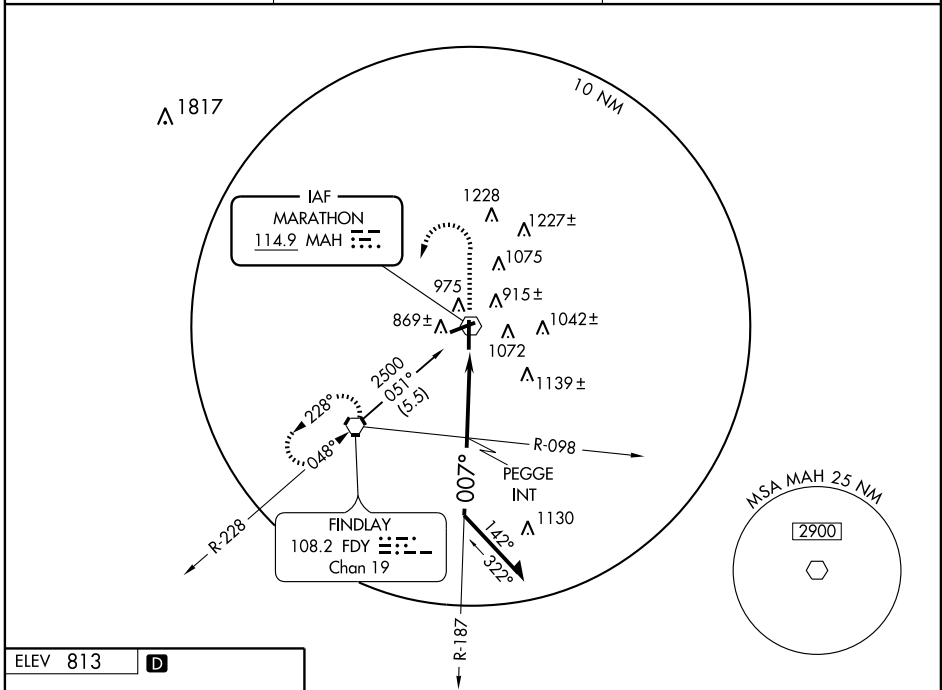 10 NM
1817
IAF
MARATHON
114.9 MAH
1228
1227±
1075
975
915±
869±
1042±
1072
1139±
2500
051°
(5.5)
228°
048°
R-098
PEGGE
INT
007°
R-228
FINDLAY
108.2 FDY
Chan 19
1130
142°
322°
R-187
MSA MAH 25 NM
2900
ELEV 813
D